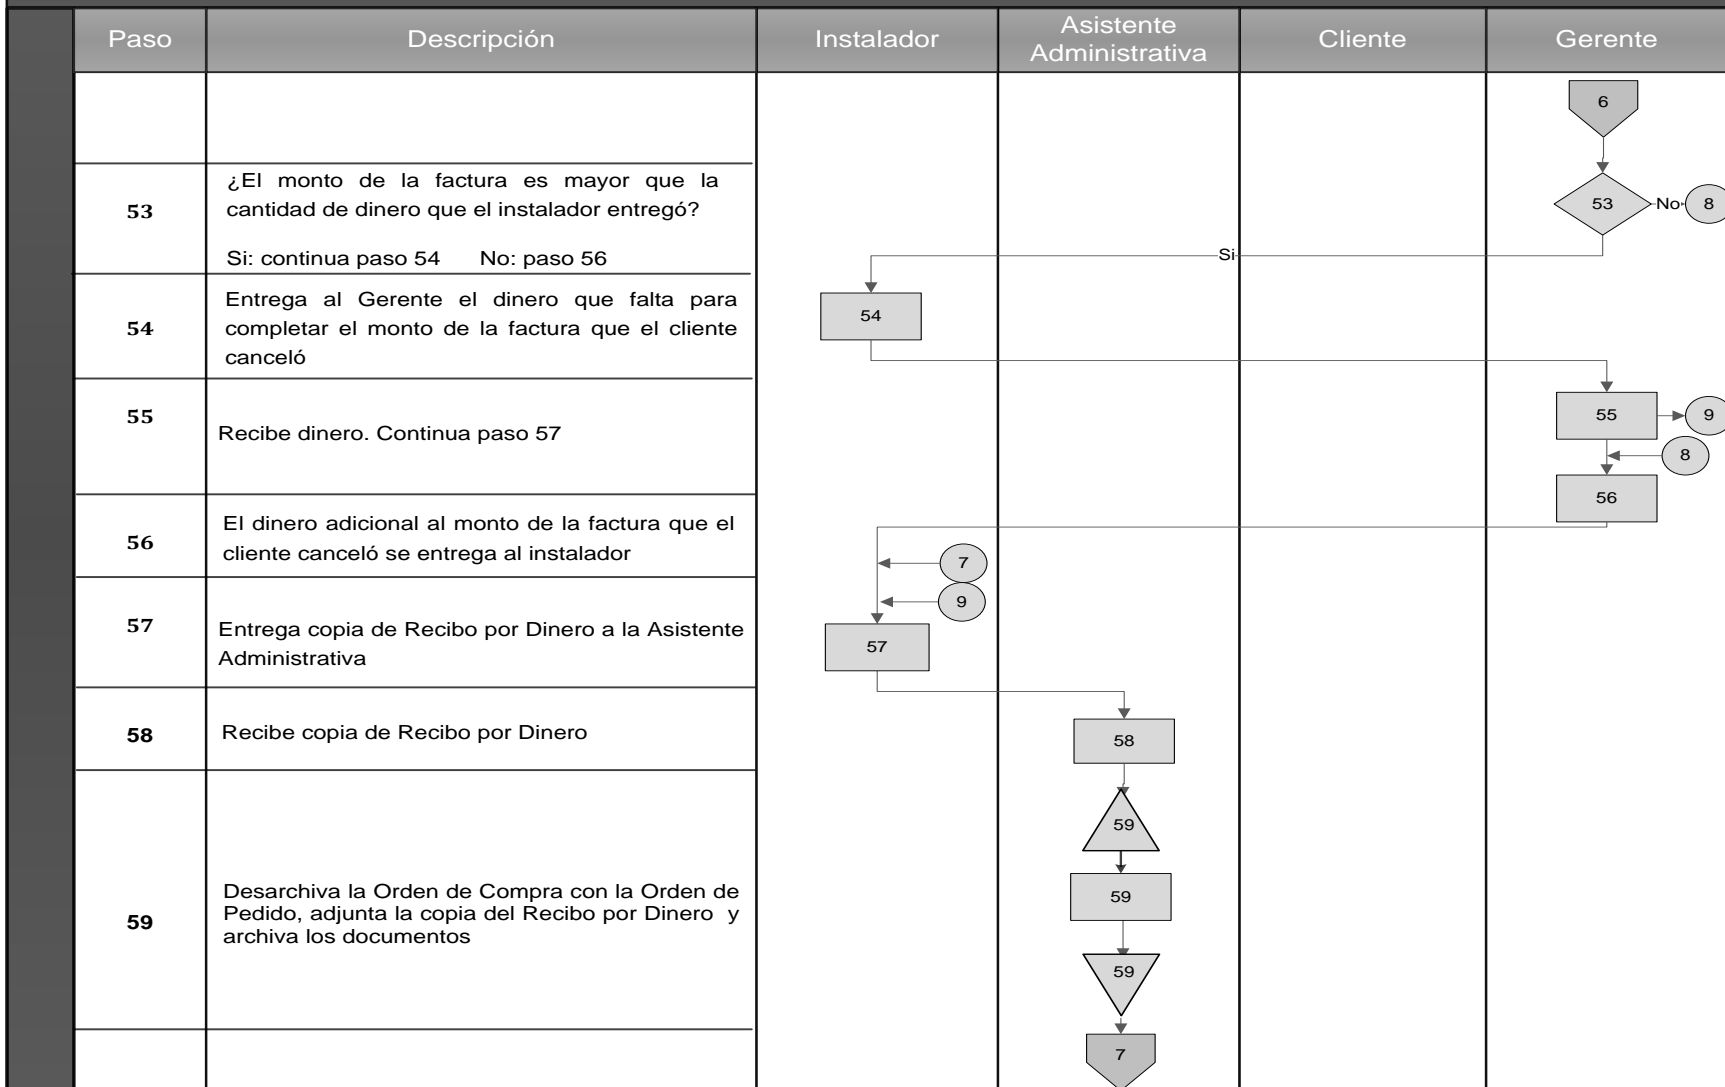 Paso
Descripción
Instalador
Asistente
Administrativa
Cliente
Gerente
6
53
¿El monto de la factura es mayor que la
cantidad de dinero que el instalador entregó?
Si: continua paso 54 No: paso 56
53
No
8
Si
54
Entrega al Gerente el dinero que falta para
completar el monto de la factura que el cliente
canceló
54
55
Recibe dinero. Continua paso 57
55
9
8
56
56
El dinero adicional al monto de la factura que el
cliente canceló se entrega al instalador
7
9
57
Entrega copia de Recibo por Dinero a la Asistente
Administrativa
57
58
Recibe copia de Recibo por Dinero
58
59
59
Desarchiva la Orden de Compra con la Orden de
Pedido, adjunta la copia del Recibo por Dinero y
archiva los documentos
59
59
7